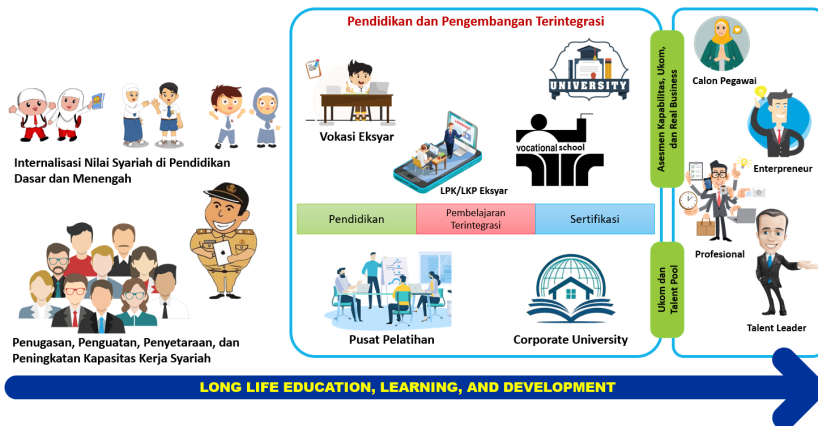 Pendidikan dan Pengembangan Terintegrasi
UNIVERSITY
Vokasi Eksyar
vocational school
LPK/LKP Eksyar
Internalisasi Nilai Syariah di Pendidikan
Dasar dan Menengah
Pendidikan
Pembelajaran
Terintegrasi
Sertifikasi
Pusat Pelatihan
Corporate University
Penugasan, Penguatan, Penyetaraan, dan
Peningkatan Kapasitas Kerja Syariah
Asesmen Kapabilitas, Ukom,
dan Real Business
Ukom dan
Talent Pool
Calon Pegawai
Enterpreneur
Profesional
Talent Leader
LONG LIFE EDUCATION, LEARNING, AND DEVELOPMENT